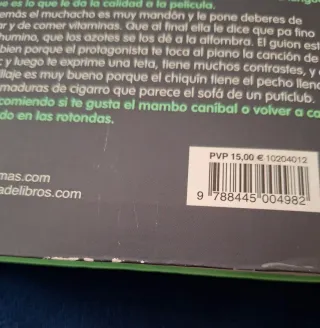 o es lo que le da la calidad a la película.
emás el muchacho es muy mandón y le pone deberes de
ar y de comer vitaminas. Que al final ella le dice que pa fino
humino, que los azotes se los dé a la alfombra. El guion est
bien porque el protagonista te toca al piano la canción de
y luego te exprime una teta, tiene muchos contrastes, y
llaje es muy bueno porque el chiquín tiene el pecho llen
maduras de cigarro que parece el sofá de un puticlub.
comiendo si te gusta el mambo caníbal o volver a ca
do en las rotondas.
PVP 15,00 € 10204012
mas.com
adelibros.com
9 788445 004982